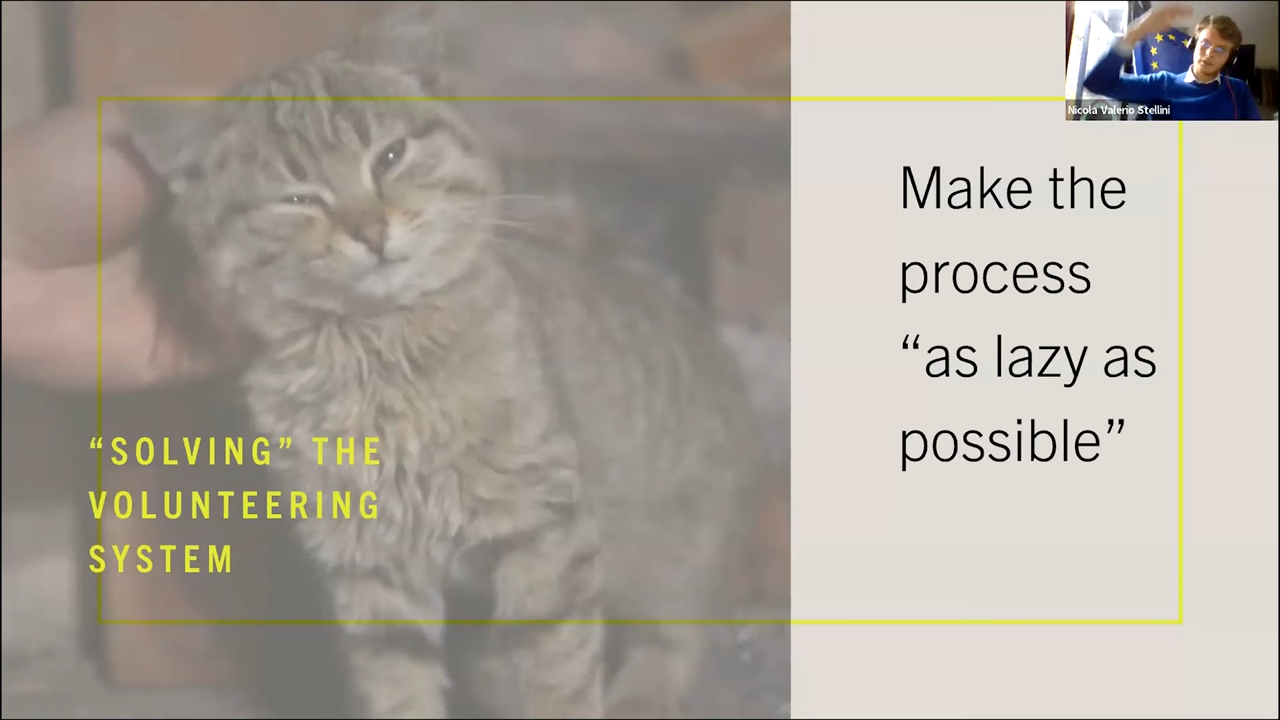 Nicola Valerio Stellini
Make the
process
“as lazy as
possible”
“SOLVING” THE
VOLUNTEERING
SYSTEM